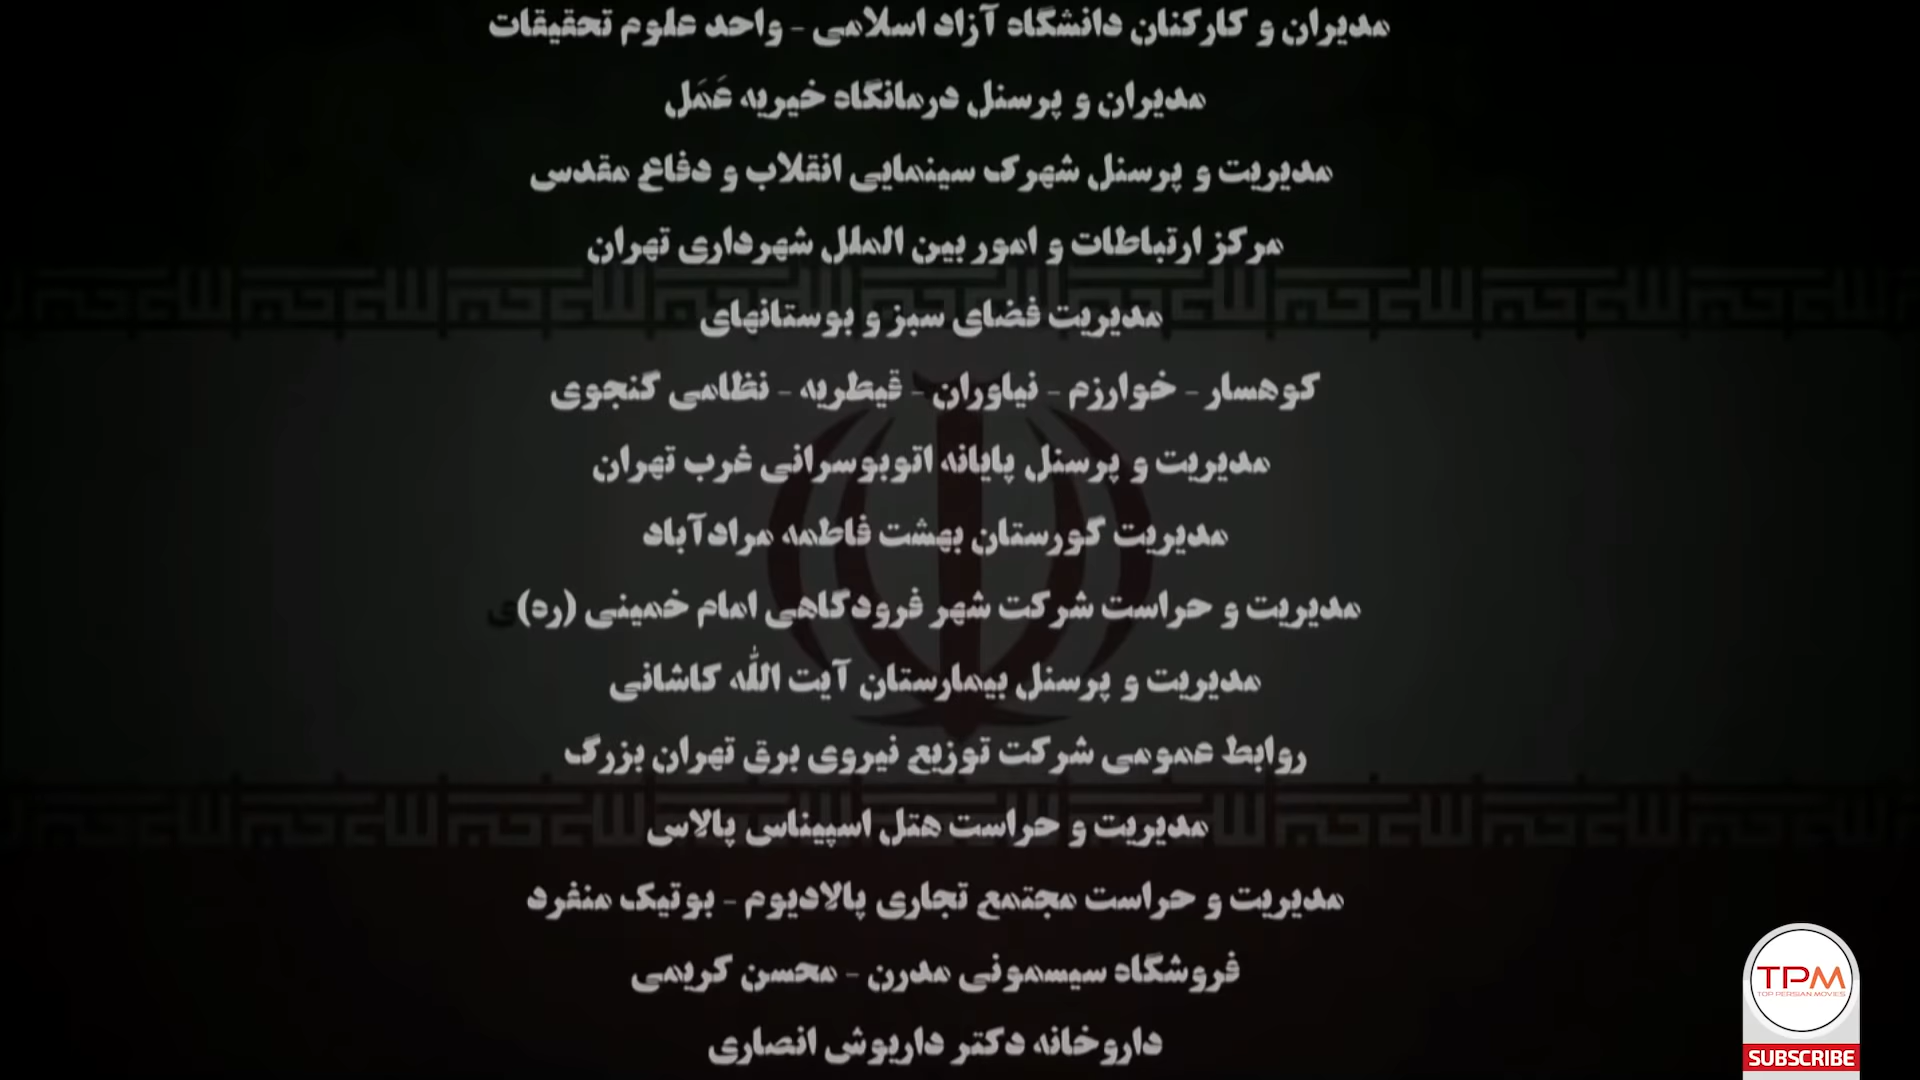 مدیران و کارکنان دانشگاه آزاد اسلامی - واحد علوم تحقیقات
مدیران و پرسنل درمانگاه خیریه عَمَل
مدیریت و پرسنل شهرک سینمایی انقلاب و دفاع مقدس
مرکز ارتباطات و امور بین الملل شهرداری تهران
مدیریت فضای سبز و بوستانهای
کوهسار - خوارزم - نیاوران - قیطریه - نظامی گنجوی
مدیریت و پرسنل پایانه اتوبوسرانی غرب تهران
مدیریت گورستان بهشت فاطمه مرادآباد
مدیریت و حراست شرکت شهر فرودگاهی امام خمینی (ره)
مدیریت و پرسنل بیمارستان آیت الله کاشانی
روابط عمومی شرکت توزیع نیروی برق تهران بزرگ
مدیریت و حراست هتل اسپیناس پالاس
مدیریت و حراست مجتمع تجاری پالادیوم - بوتیک منفرد
فروشگاه سیسمونی مدرن - محسن کریمی
داروخانه دکتر داریوش انصاری
TPM
TOP PERSIAN MOVIES
SUBSCRIBE